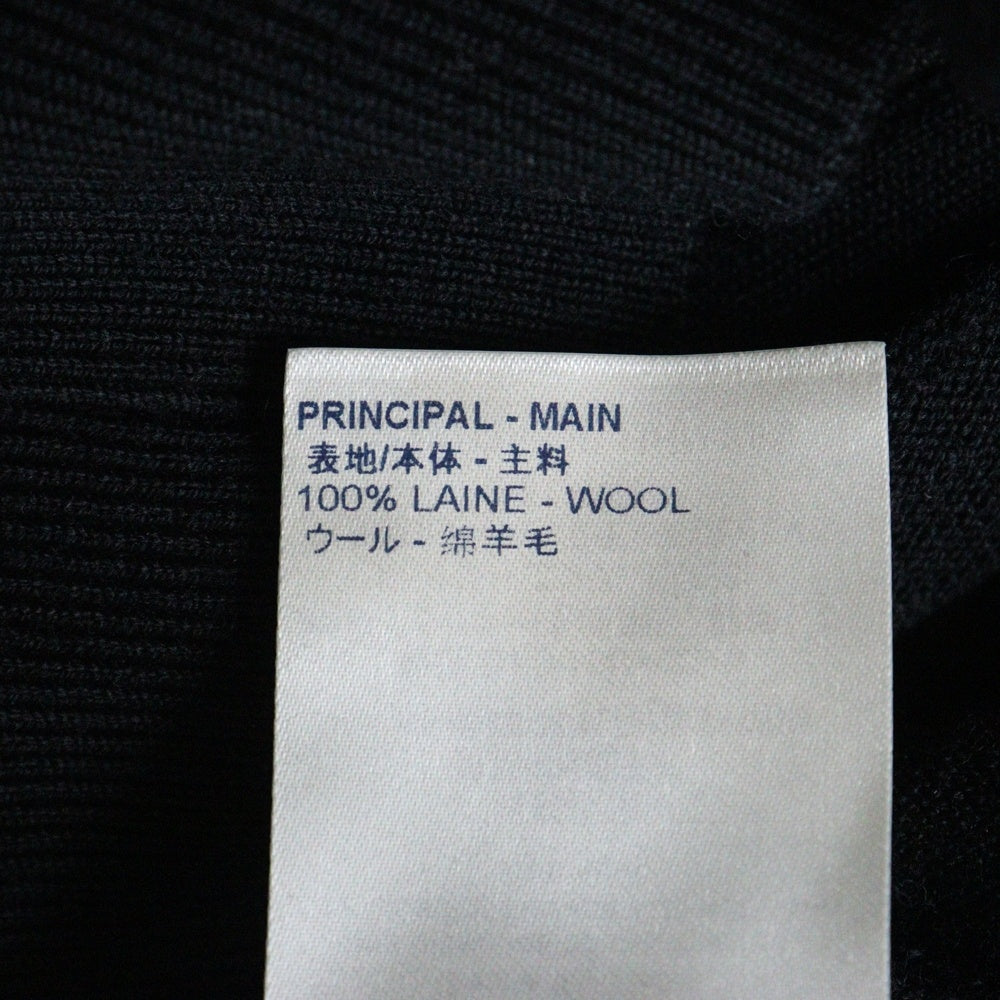 PRINCIPAL - MAIN
表地/本体 - 主料
100% LAINE - WOOL
ウール - 绵羊毛